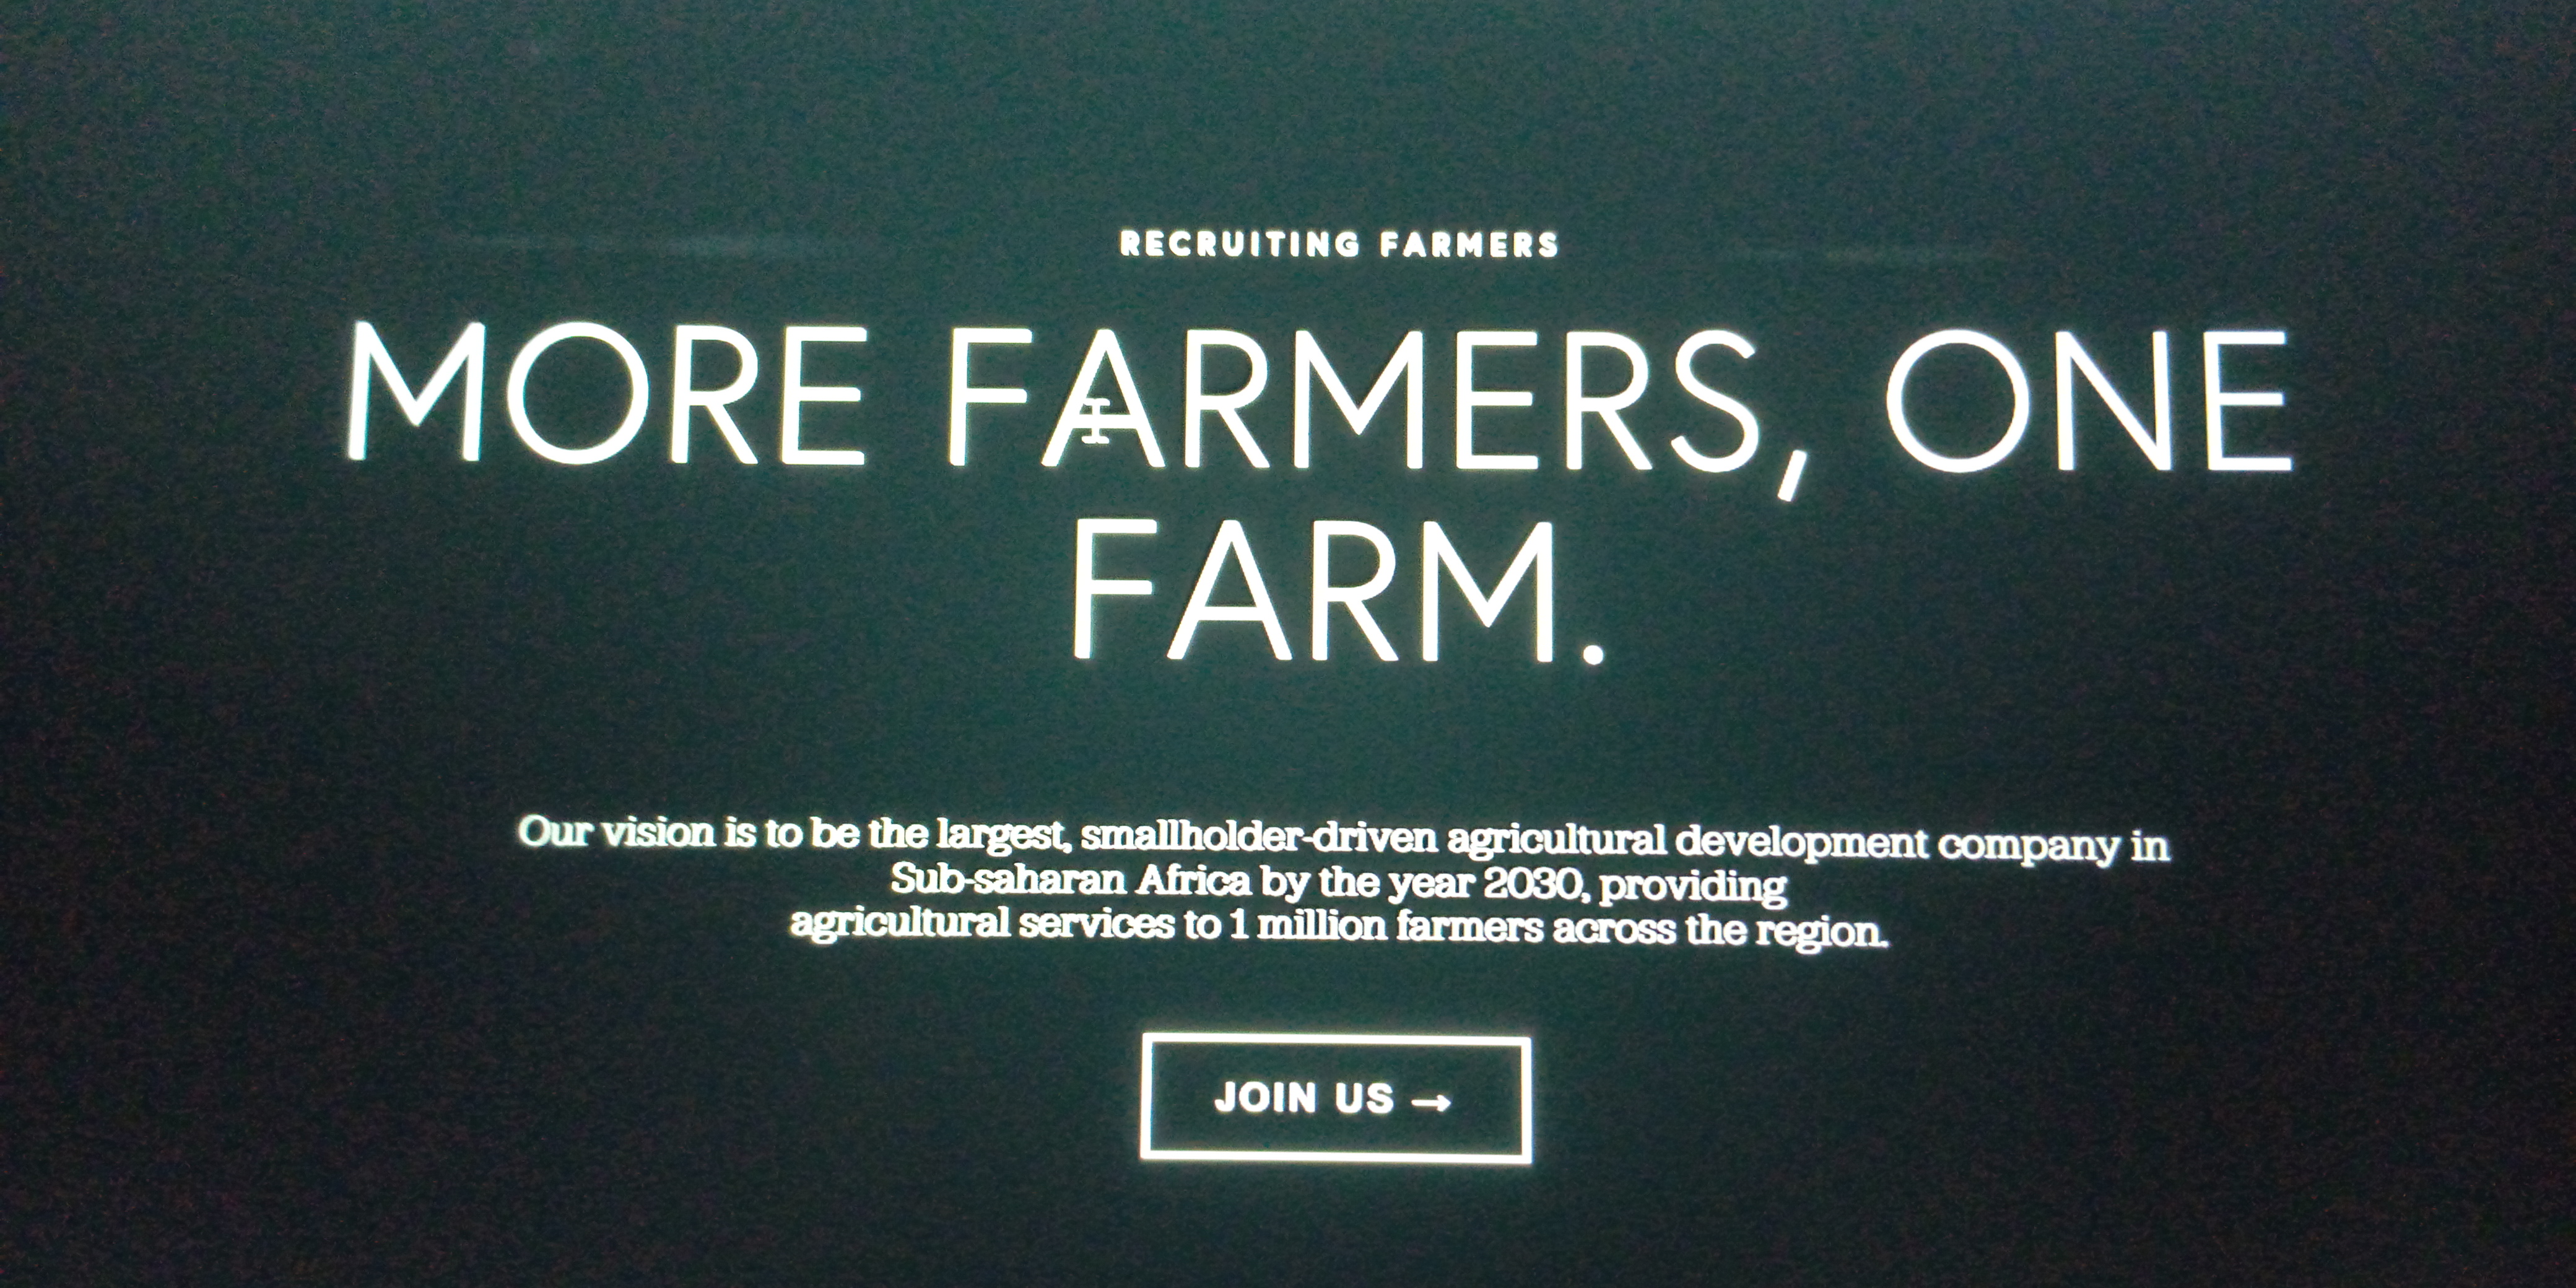 RECRUITING FARMERS
MORE FARMERS, ONE
FARM.
Our vision is to be the largest, smallholder-driven agricultural development company in
Sub-saharan Africa by the year 2030, providing
agricultural services to 1 million farmers across the region.
JOIN US →